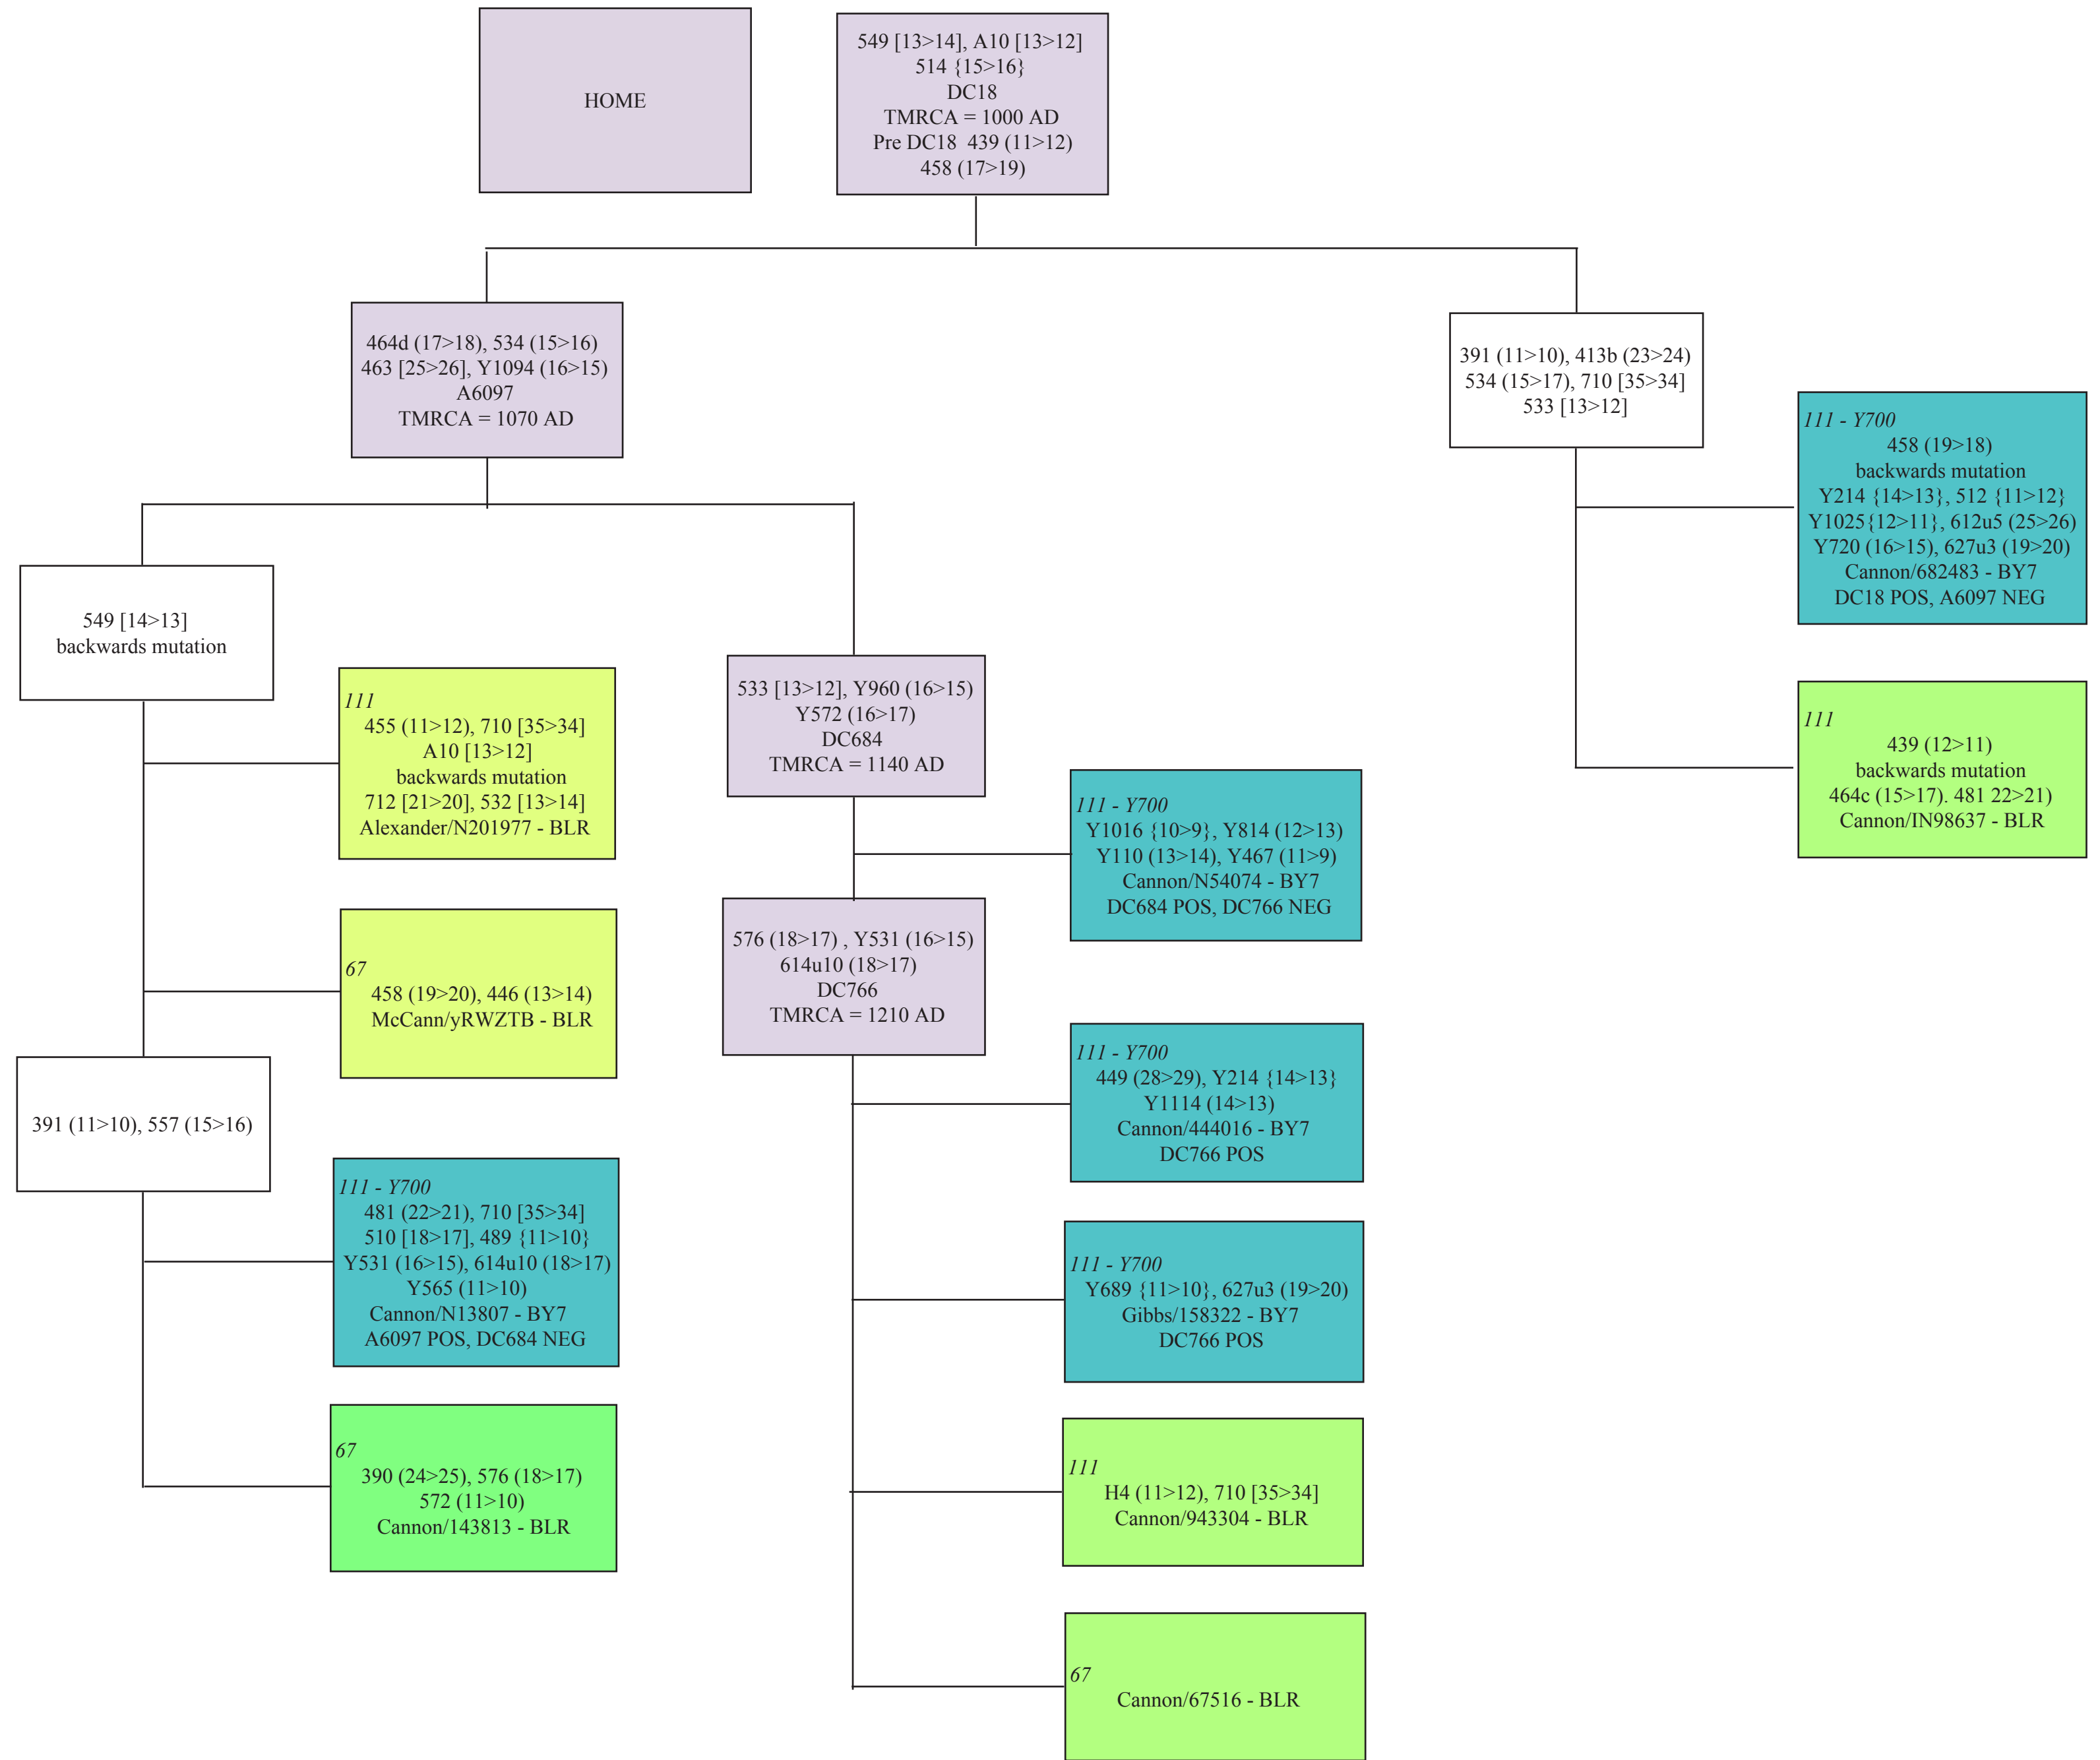 HOME
549 [13>14], A10 [13>12]
514 {15>16}
DC18
TMRCA = 1000 AD
Pre DC18  439 (11>12)
458 (17>19)
464d (17>18), 534 (15>16)
463 [25>26], Y1094 (16>15)
A6097
TMRCA = 1070 AD
391 (11>10), 413b (23>24)
534 (15>17), 710 [35>34]
533 [13>12]
111 - Y700
458 (19>18)
backwards mutation
Y214 {14>13}, 512 {11>12}
Y1025{12>11}, 612u5 (25>26)
Y720 (16>15), 627u3 (19>20)
Cannon/682483 - BY7
DC18 POS, A6097 NEG
111
439 (12>11)
backwards mutation
464c (15>17). 481 22>21)
Cannon/IN98637 - BLR
549 [14>13]
backwards mutation
111
455 (11>12), 710 [35>34]
A10 [13>12]
backwards mutation
712 [21>20], 532 [13>14]
Alexander/N201977 - BLR
67
458 (19>20), 446 (13>14)
McCann/yRWZTB - BLR
391 (11>10), 557 (15>16)
111 - Y700
481 (22>21), 710 [35>34]
510 [18>17], 489 {11>10}
Y531 (16>15), 614u10 (18>17)
Y565 (11>10)
Cannon/N13807 - BY7
A6097 POS, DC684 NEG
67
390 (24>25), 576 (18>17)
572 (11>10)
Cannon/143813 - BLR
533 [13>12], Y960 (16>15)
Y572 (16>17)
DC684
TMRCA = 1140 AD
111 - Y700
Y1016 {10>9}, Y814 (12>13)
Y110 (13>14), Y467 (11>9)
Cannon/N54074 - BY7
DC684 POS, DC766 NEG
576 (18>17) , Y531 (16>15)
614u10 (18>17)
DC766
TMRCA = 1210 AD
111 - Y700
449 (28>29), Y214 {14>13}
Y1114 (14>13)
Cannon/444016 - BY7
DC766 POS
111 - Y700
Y689 {11>10}, 627u3 (19>20)
Gibbs/158322 - BY7
DC766 POS
111
H4 (11>12), 710 [35>34]
Cannon/943304 - BLR
67
Cannon/67516 - BLR